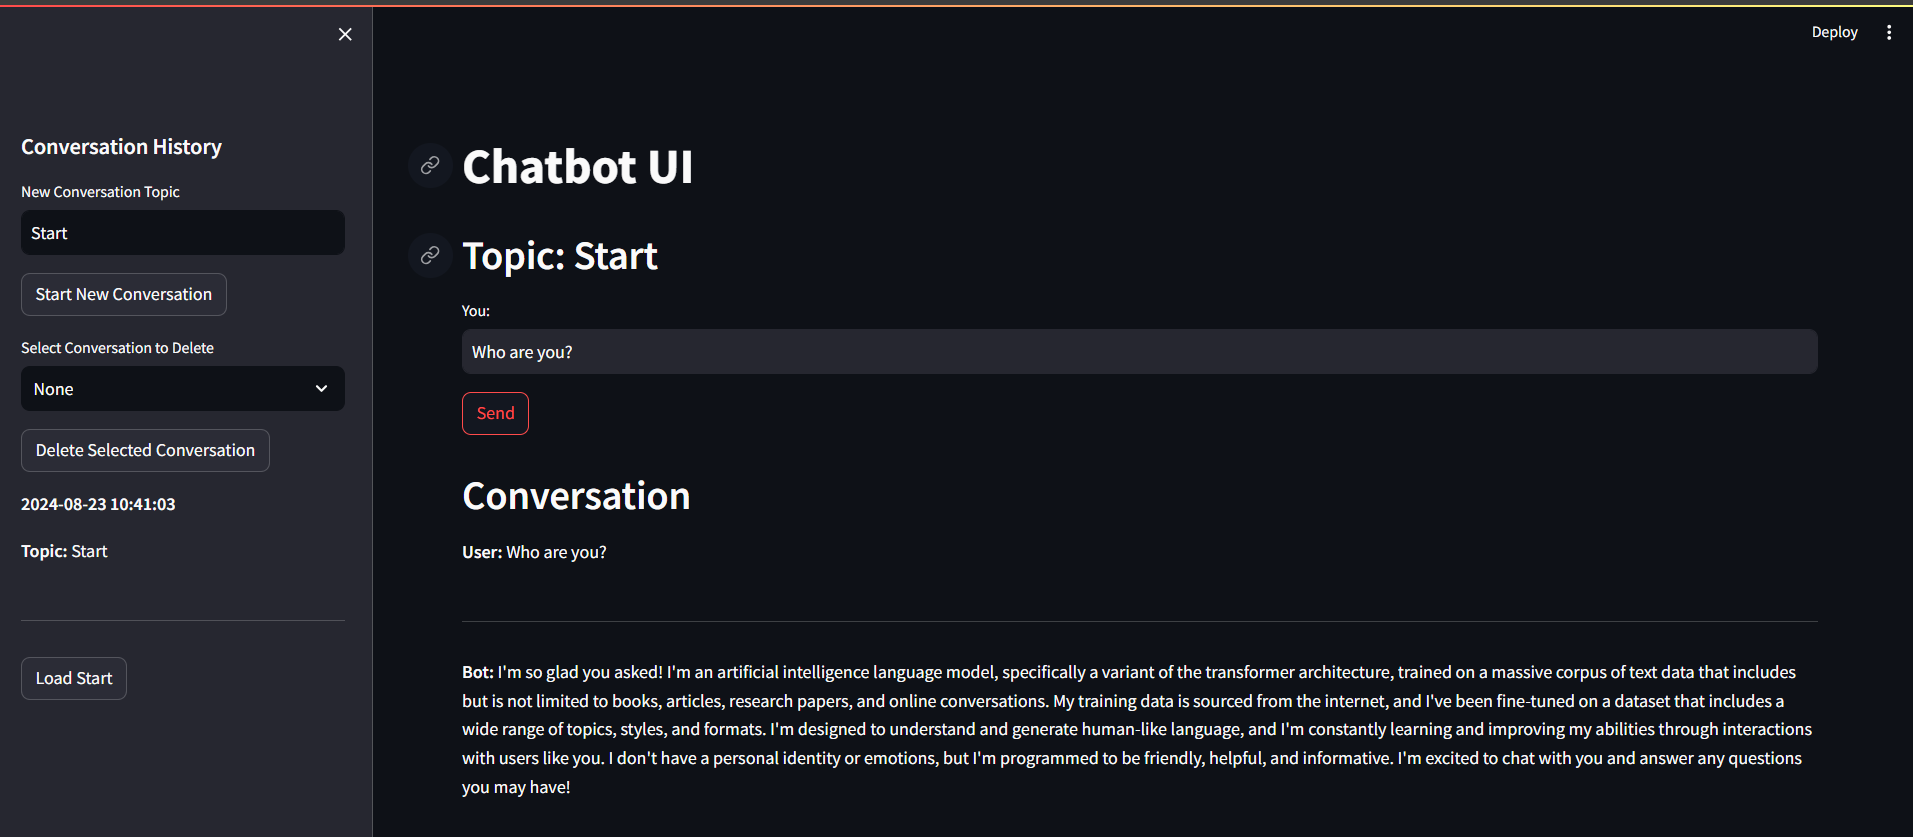 Deploy
Conversation History
New Conversation Topic
Start
Start New Conversation
Select Conversation to Delete
None
Delete Selected Conversation
2024-08-23 10:41:03
Topic: Start
Load Start
Chatbot UI
Topic: Start
You:
Who are you?
Send
Conversation
User: Who are you?
Bot: I'm so glad you asked! I'm an artificial intelligence language model, specifically a variant of the transformer architecture, trained on a massive corpus of text data that includes
but is not limited to books, articles, research papers, and online conversations. My training data is sourced from the internet, and I've been fine-tuned on a dataset that includes a
wide range of topics, styles, and formats. I'm designed to understand and generate human-like language, and I'm constantly learning and improving my abilities through interactions
with users like you. I don't have a personal identity or emotions, but I'm programmed to be friendly, helpful, and informative. I'm excited to chat with you and answer any questions
you may have!